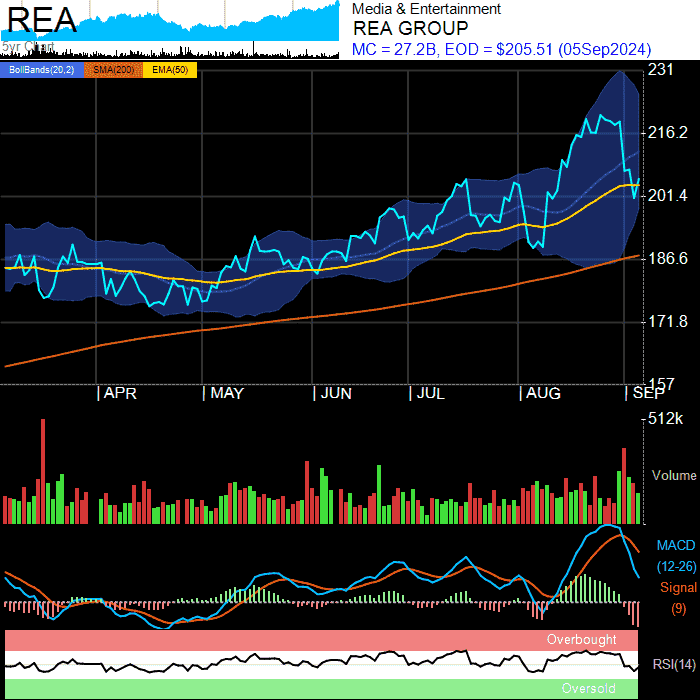 REA
5yr Chart
Media & Entertainment
REA GROUP
MC = 27.2B, EOD = $205.51 (05Sep2024)
BollBands(20,2) SMA(200) EMA(50)
231
216.2
201.4
186.6
171.8
157
APR MAY JUN JUL AUG SEP
512k
Volume
MACD
(12-26)
Signal
(9)
Overbought
RSI(14)
Oversold